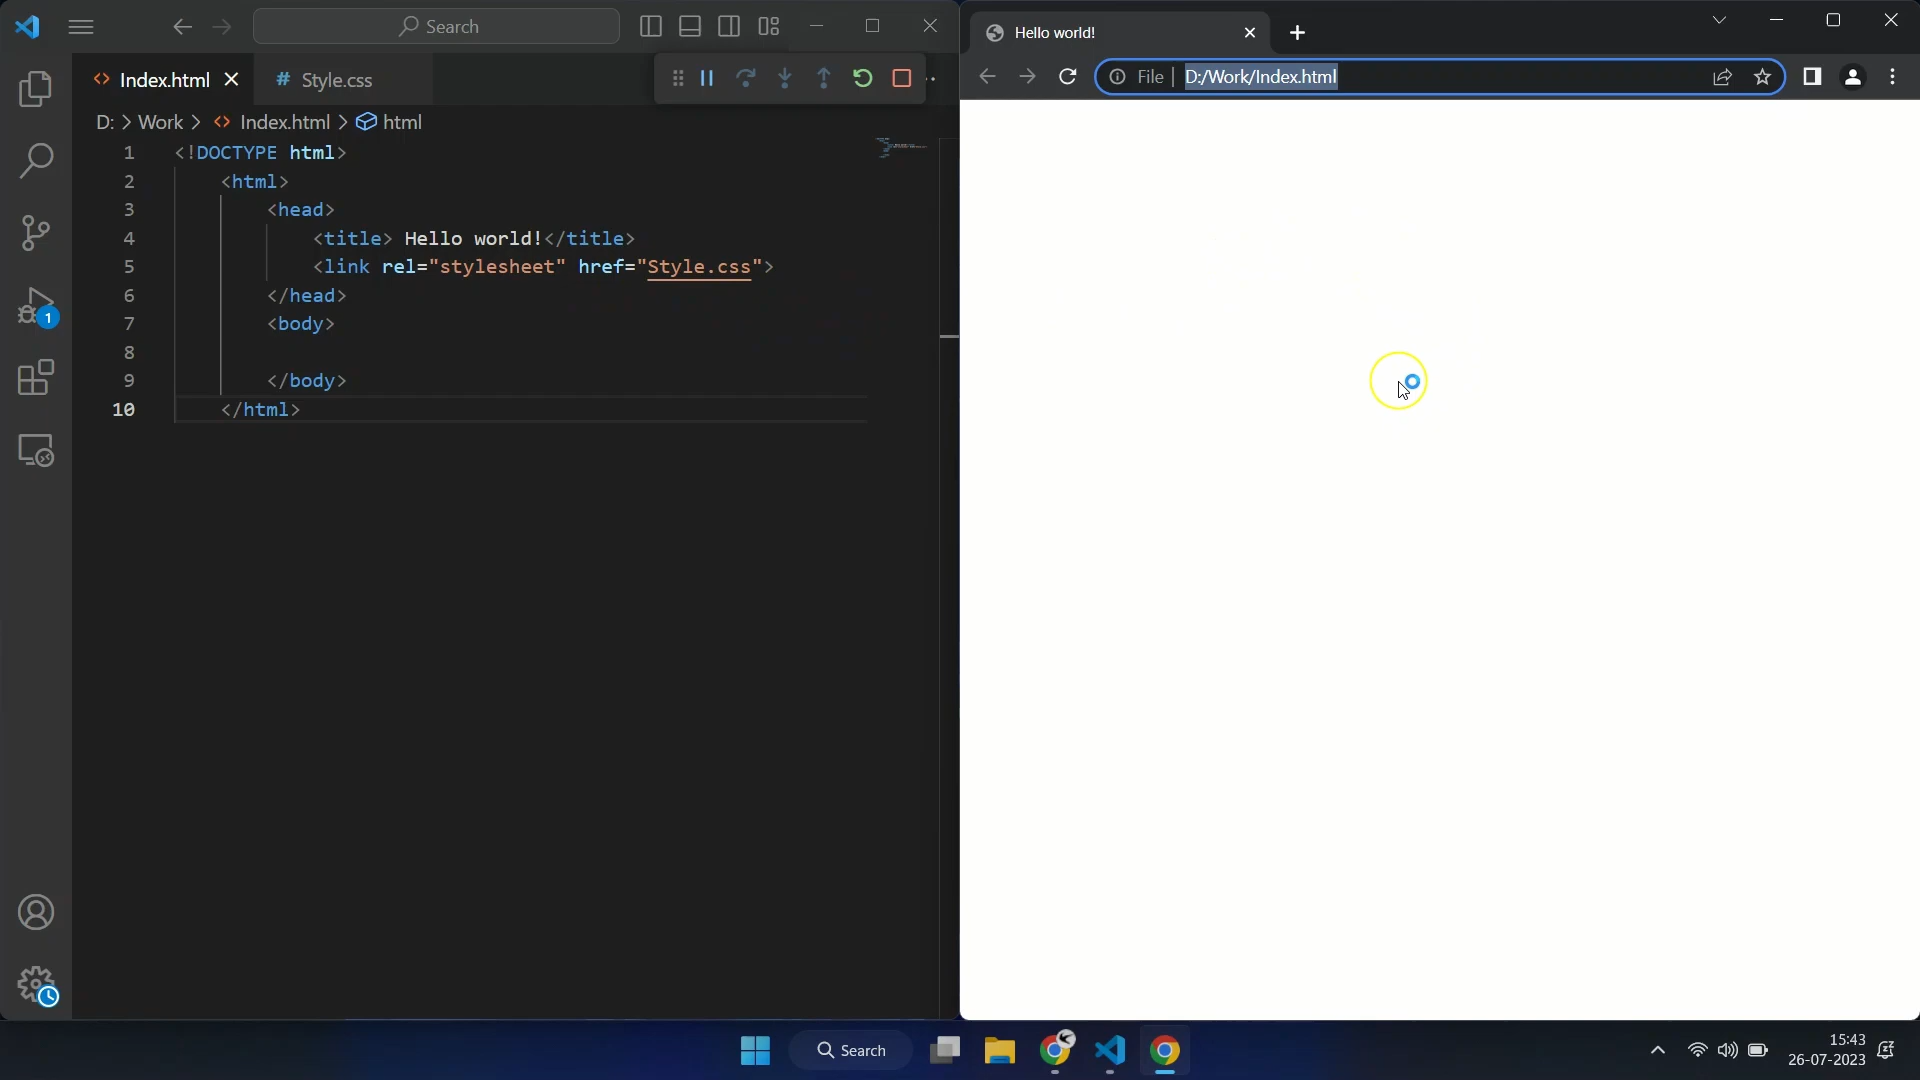 Search
Index.html
# Style.css
D: > Work > Index.html > html
1 <!DOCTYPE html>
2 <html>
3 <head>
4 <title> Hello world!</title>
5 <link rel="stylesheet" href="Style.css">
6 </head>
7 <body>
8
9 </body>
10 </html>
1
Hello world!
File | D:/Work/Index.html
Search
15:43
26-07-2023